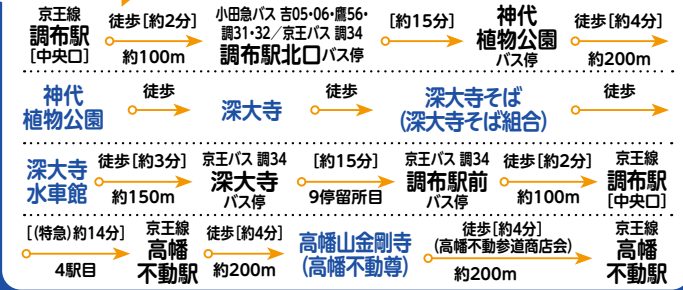 京王線
調布駅
[中央口]
徒歩[約2分]
約100m
小田急バス 吉05・06・鷹56・
調31・32／京王バス 調34
調布駅北口バス停
[約15分]
神代
植物公園
バス停
徒歩[約4分]
約200m
神代
植物公園
徒歩
深大寺
徒歩
深大寺そば
(深大寺そば組合)
徒歩
深大寺
水車館
徒歩[約3分]
約150m
京王バス 調34
深大寺
バス停
[約15分]
9停留所目
京王バス 調34
調布駅前
バス停
徒歩[約2分]
約100m
京王線
調布駅
[中央口]
[(特急)約14分]
4駅目
京王線
高幡
不動駅
徒歩[約4分]
約200m
高幡山金剛寺
(高幡不動尊)
徒歩[約4分]
(高幡不動参道商店会)
約200m
京王線
高幡
不動駅